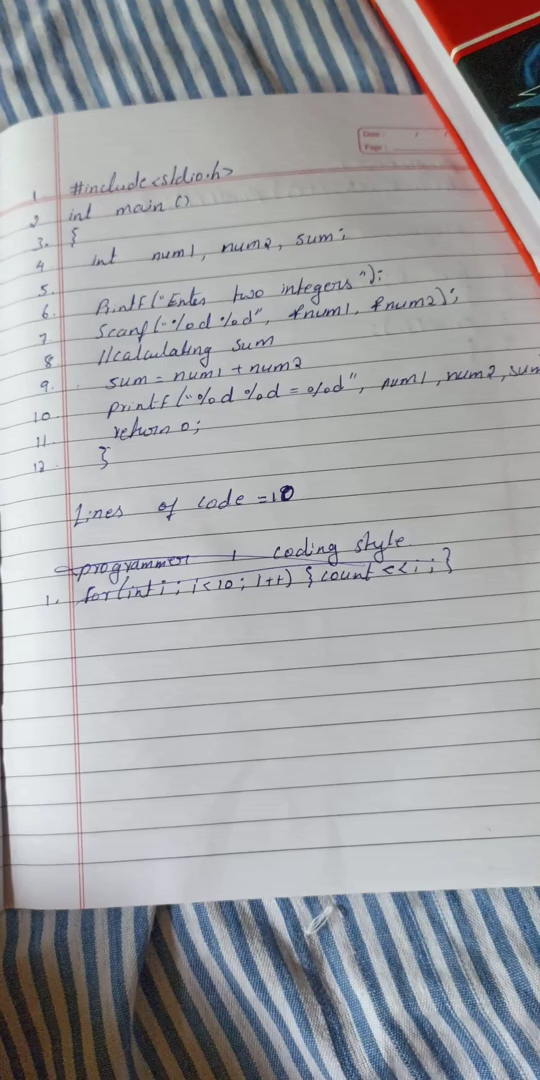 Date : / /
Page :
1 #include<stdio.h>
2 int main ()
3. {
4 int num1, num2, sum;
5.
6. Printf("Enter two integers");
7 Scanf("%d %d", &num1, &num2);
8 //calculating sum
9. sum = num1 + num2
10 printf("%d %d = %d", num1, num2, sum
11 return 0;
12 }
Lines of code = 10
programmer 1 coding style
1. for(int i; i<10; i++) { count <<i; ; }